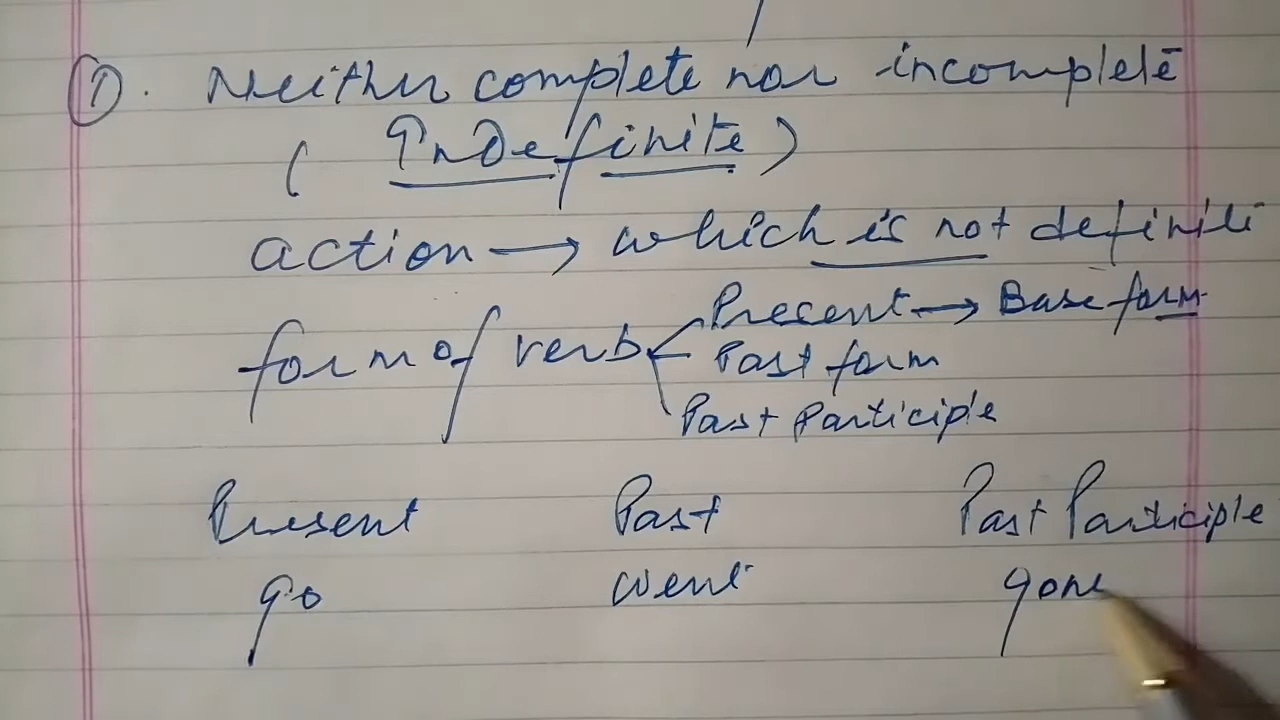 ①. Neither complete nor incomplete
( InDefinite )
action → which is not definite
form of verb Present → Base form
Past form
Past Participle
Present Past Past Participle
go went gone